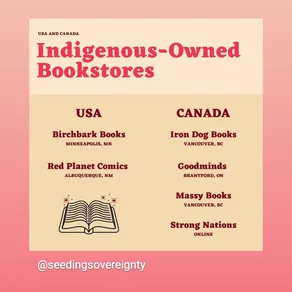 USA AND CANADA
Indigenous-Owned
Bookstores
USA
Birchbark Books
MINNEAPOLIS, MN
Red Planet Comics
ALBUQUERQUE, NM
CANADA
Iron Dog Books
VANCOUVER, BC
Goodminds
BRANTFORD, ON
Massy Books
VANCOUVER, BC
Strong Nations
ONLINE
@seedingsovereignty